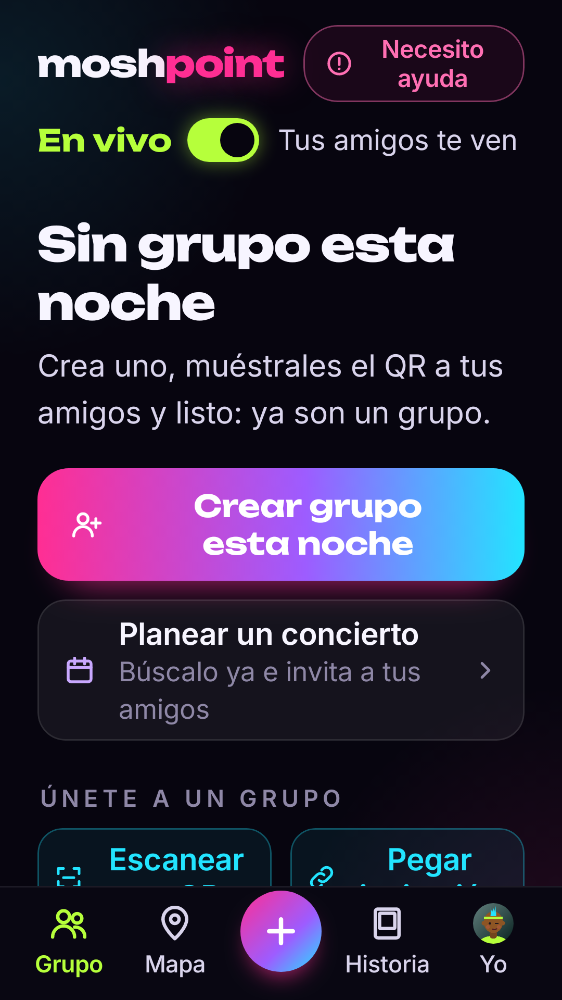 moshpoint
Necesito
ayuda
En vivo
Tus amigos te ven
Sin grupo esta
noche
Crea uno, muéstrales el QR a tus
amigos y listo: ya son un grupo.
Crear grupo
esta noche
Planear un concierto
Búscalo ya e invita a tus
amigos
ÚNETE A UN GRUPO
Escanear
Pegar
Grupo
Mapa
Historia
Yo